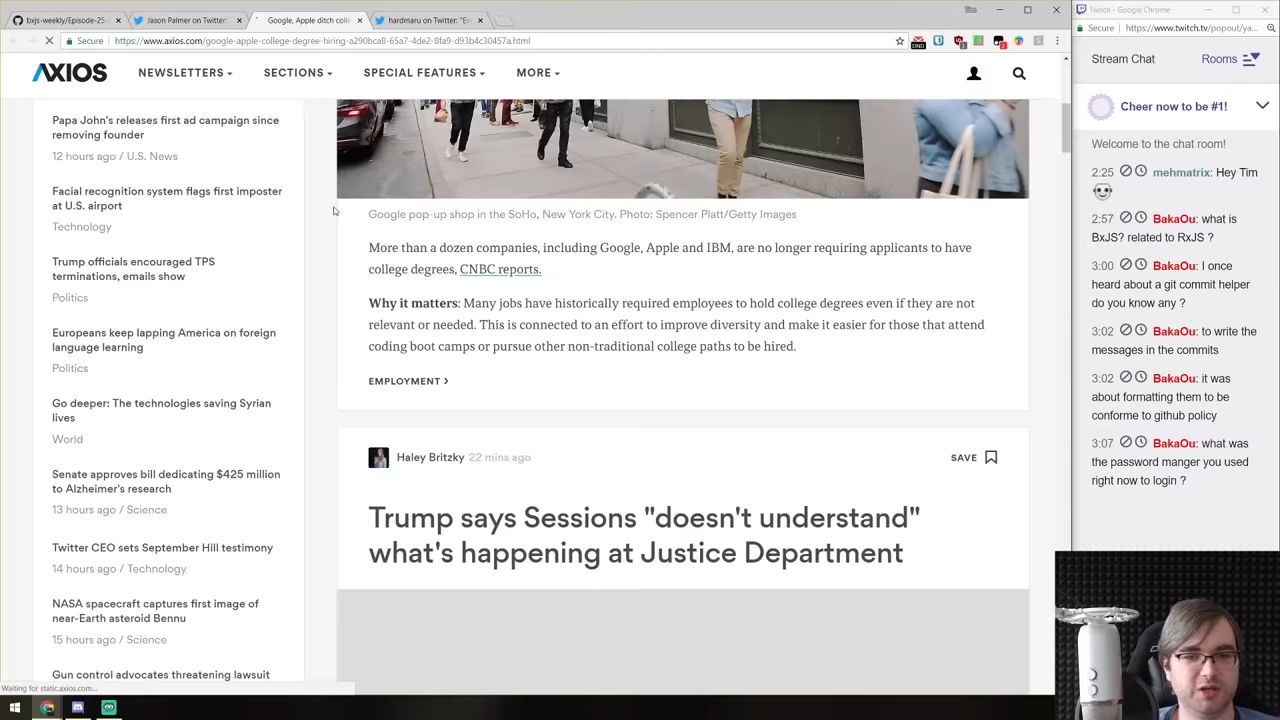 bxjs-weekly/Episode-25-
Jason Palmer on Twitter:
Google, Apple ditch coll
hardmaru on Twitter: "E
Tim
Secure
https://www.axios.com/google-apple-college-degree-hiring-a290bca8-65a7-4de2-8fa9-d93b4c30457a.html
AXIOS
NEWSLETTERS
SECTIONS
SPECIAL FEATURES
MORE
Papa John's releases first ad campaign since
removing founder
12 hours ago / U.S. News
Facial recognition system flags first imposter
at U.S. airport
Technology
Trump officials encouraged TPS
terminations, emails show
Politics
Europeans keep lapping America on foreign
language learning
Politics
Go deeper: The technologies saving Syrian
lives
World
Senate approves bill dedicating $425 million
to Alzheimer's research
13 hours ago / Science
Twitter CEO sets September Hill testimony
14 hours ago / Technology
NASA spacecraft captures first image of
near-Earth asteroid Bennu
15 hours ago / Science
Gun control advocates threatening lawsuit
Waiting for static.axios.com...
Google pop-up shop in the SoHo, New York City. Photo: Spencer Platt/Getty Images
More than a dozen companies, including Google, Apple and IBM, are no longer requiring applicants to have
college degrees, CNBC reports.
Why it matters: Many jobs have historically required employees to hold college degrees even if they are not
relevant or needed. This is connected to an effort to improve diversity and make it easier for those that attend
coding boot camps or pursue other non-traditional college paths to be hired.
EMPLOYMENT >
Haley Britzky 22 mins ago
SAVE
Trump says Sessions "doesn't understand"
what's happening at Justice Department
Twitch - Google Chrome
Secure
https://www.twitch.tv/popout/ya...
Stream Chat
Rooms
Cheer now to be #1!
Welcome to the chat room!
2:25 mehmatrix: Hey Tim
2:57 BakaOu: what is
BxJS? related to RxJS ?
3:00 BakaOu: I once
heard about a git commit helper
do you know any ?
3:02 BakaOu: to write the
messages in the commits
3:02 BakaOu: it was
about formatting them to be
conforme to github policy
3:07 BakaOu: what was
the password manger you used
right now to login ?